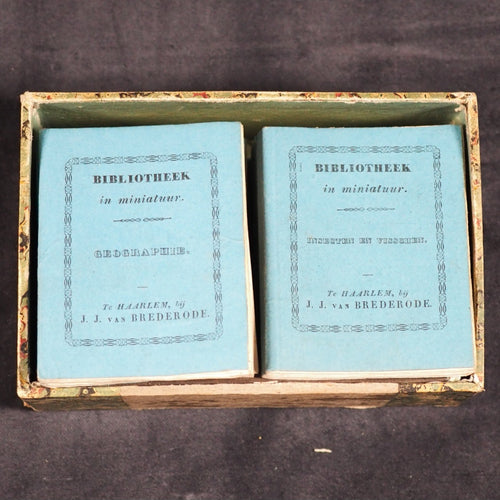 BIBLIOTHEEK
in miniatuur.
GEOGRAPHIE.
Te HAARLEM, bij
J. J. VAN BREDERODE.
BIBLIOTHEEK
in miniatuur.
INSECTEN EN VISSCHEN.
Te HAARLEM, bij
J. J. VAN BREDERODE.